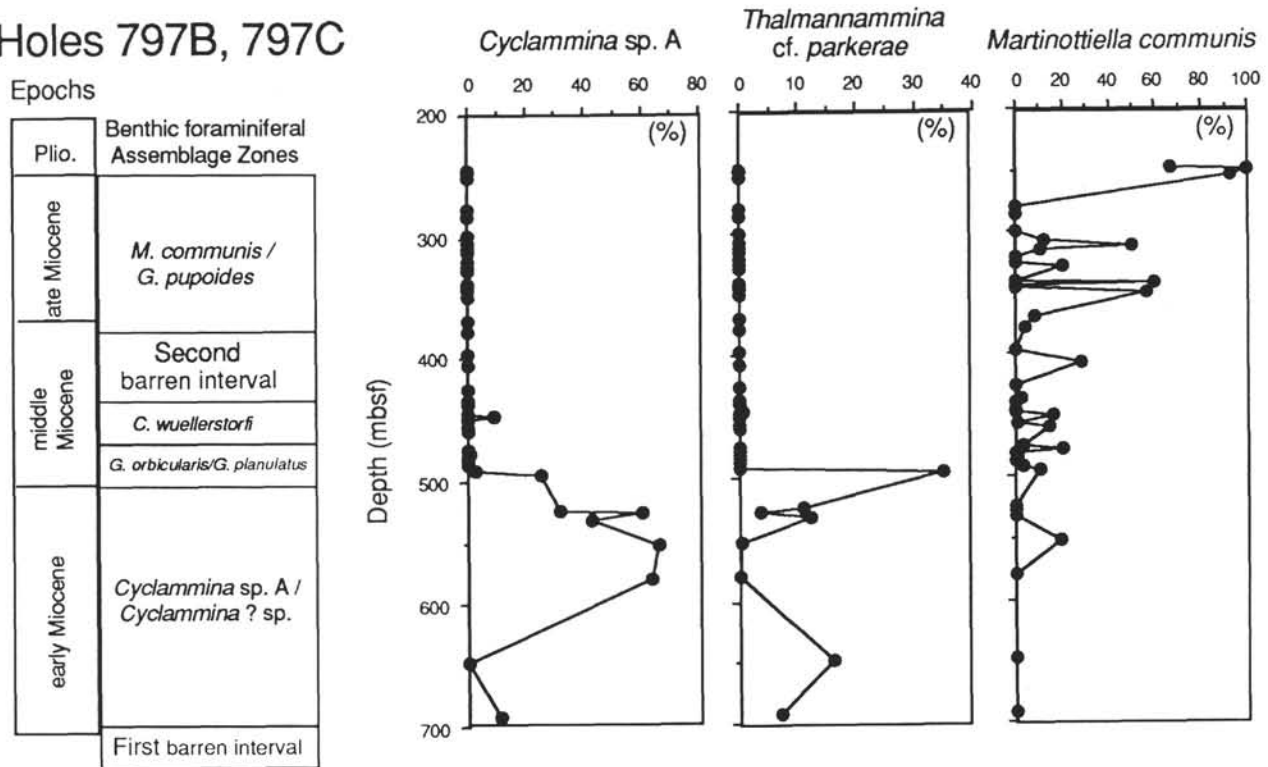 Holes 797B, 797C
Epochs
Plio.
Benthic foraminiferal
Assemblage Zones
ate Miocene
M. communis /
G. pupoides
middle
Miocene
Second
barren interval
C. wuellerstorfi
G. orbicularis/G. planulatus
early Miocene
Cyclammina sp. A /
Cyclammina ? sp.
First barren interval
Depth (mbsf)
Cyclammina sp. A
0 20 40 60 80
(%)
200
300
400
500
600
700
Thalmannammina
cf. parkerae
0 10 20 30 40
(%)
Martinottiella communis
0 20 40 60 80 100
(%)